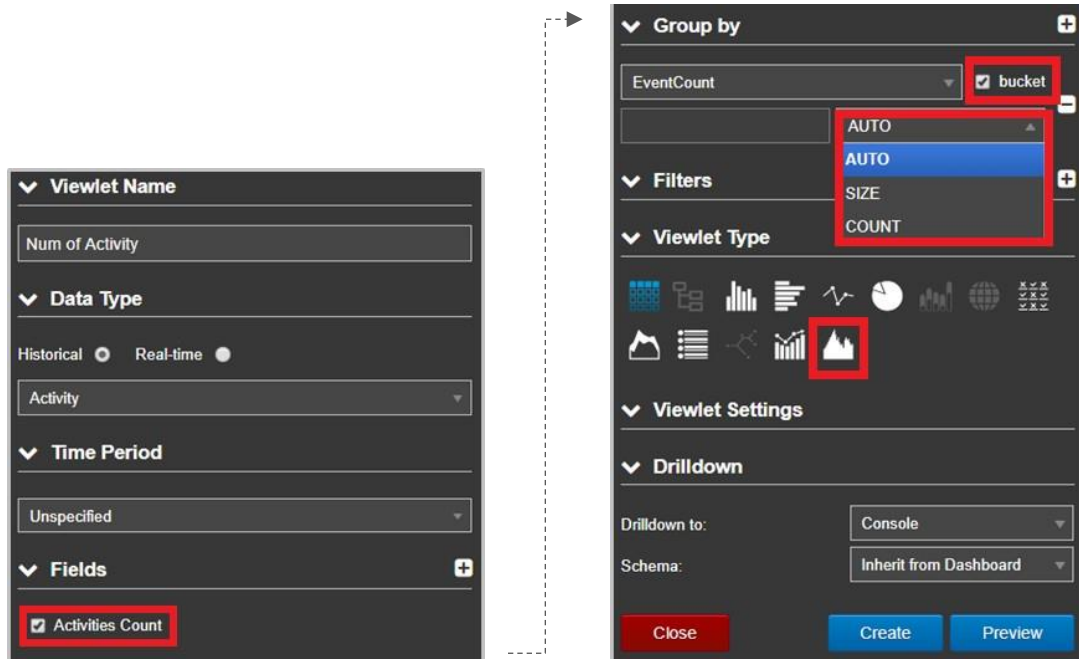 Viewlet Name
Num of Activity
Data Type
Historical Real-time
Activity
Time Period
Unspecified
Fields
Activities Count
Group by
EventCount bucket
AUTO
AUTO
SIZE
COUNT
Filters
Viewlet Type
Viewlet Settings
Drilldown
Drilldown to: Console
Schema: Inherit from Dashboard
Close Create Preview